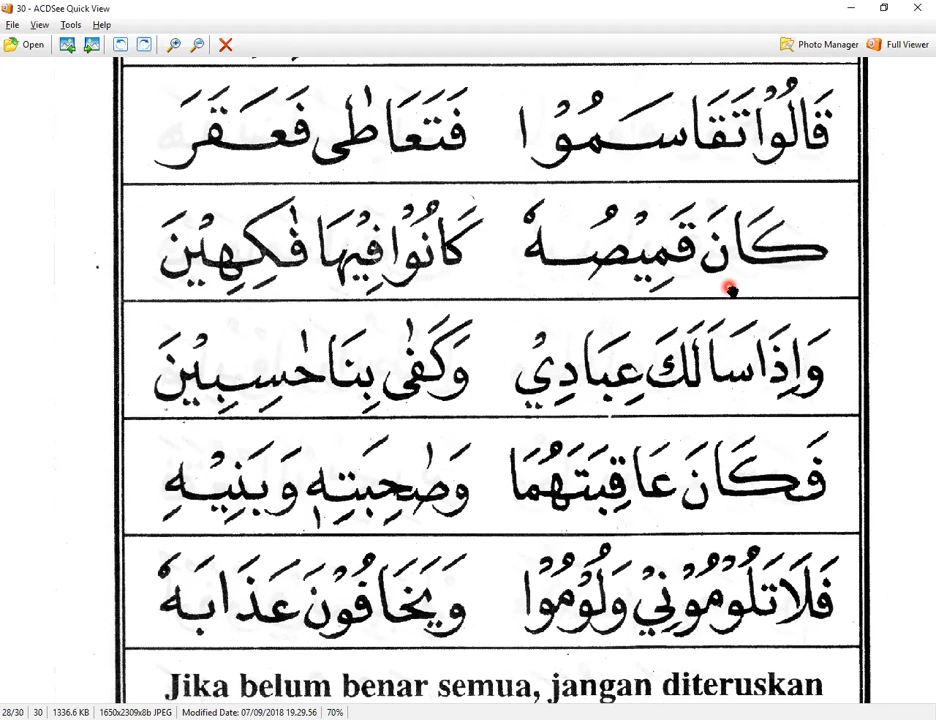 30 - ACDSee Quick View
File View Tools Help
Open Photo Manager Full Viewer
قَالُوْا تَقَا سَمُوْا فَتَعَاطٰى فَعَقَرَ
كَانَ قَمِيْصُهٗ كَانُوْا فِيْهَا فٰكِهِيْنَ
وَاِذَا سَاَ لَكَ عِبَادِيْ وَكَفٰى بِنَا حٰسِبِيْنَ
فَكَانَ عَا قِبَتَهُمَا وَصٰحِبَتِهٖ وَبَنِيْهِ
فَلَا تَلُوْمُوْنِيْ وَلُوْمُوْا وَيَخَافُوْنَ عَذَابَهٗ
Jika belum benar semua, jangan diteruskan
28/30 30 1336.6 KB 1650x2309x8b JPEG Modified Date: 07/09/2018 19.29.56 70%